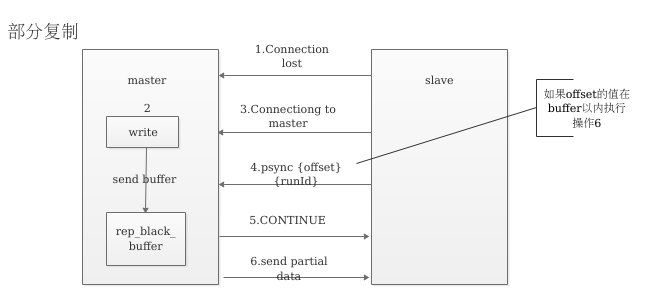 部分复制
1.Connection
lost
master
slave
2
write
3.Connectiong to
master
如果offset的值在
buffer以内执行
操作6
4.psync {offset}
{runId}
send buffer
rep_black_
buffer
5.CONTINUE
6.send partial
data